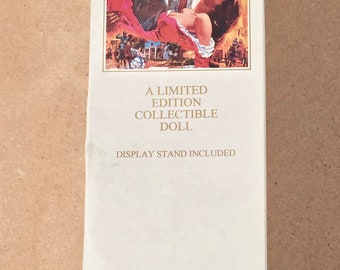 A LIMITED
EDITION
COLLECTIBLE
DOLL
DISPLAY STAND INCLUDED